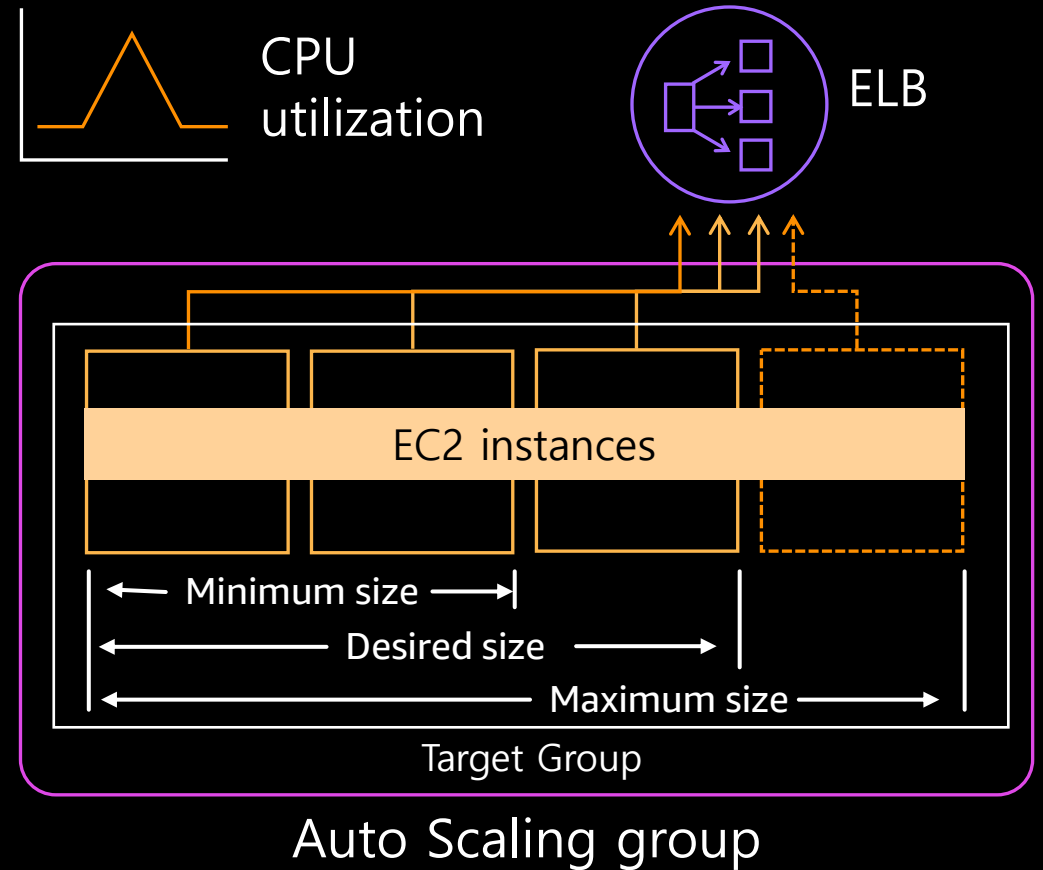 CPU
utilization
ELB
EC2 instances
Minimum size
Desired size
Maximum size
Target Group
Auto Scaling group